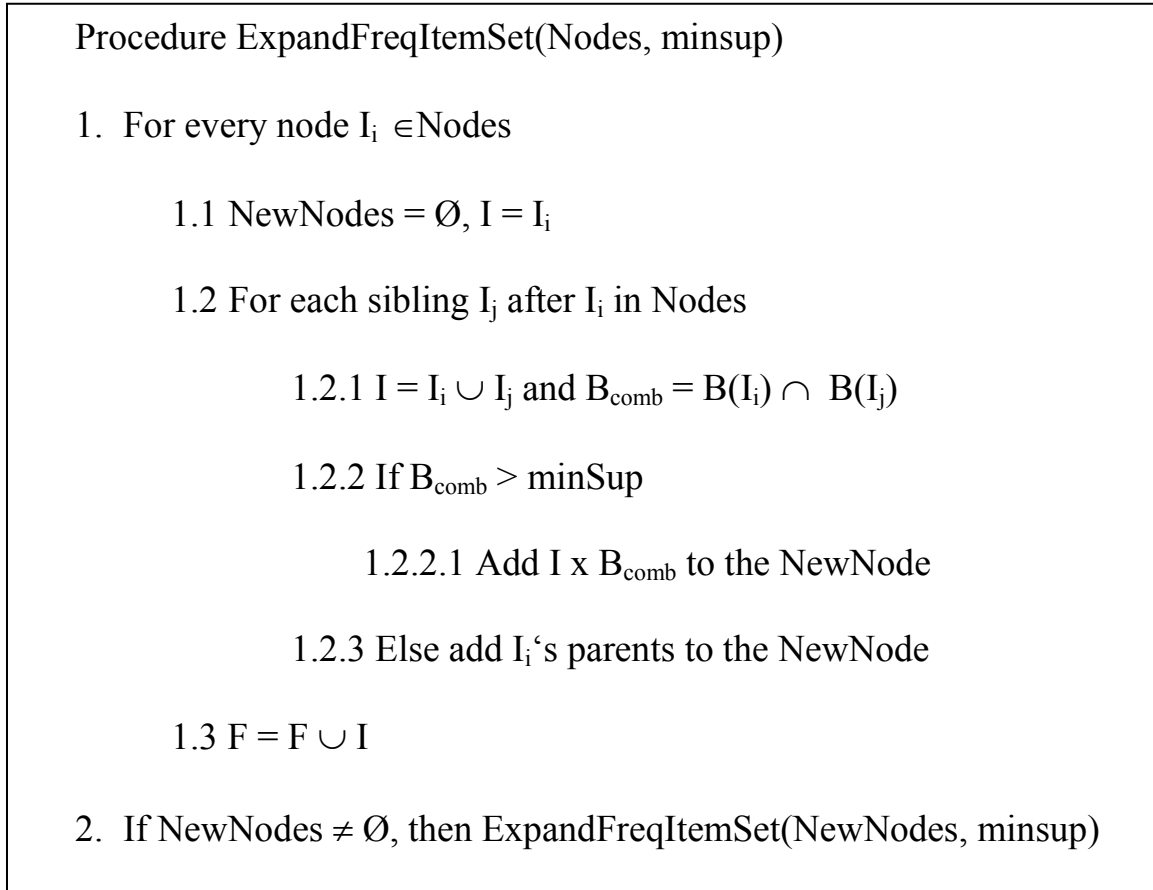 Procedure ExpandFreqItemSet(Nodes, minsup)
1. For every node Iᵢ ∈Nodes
1.1 NewNodes = Ø, I = Iᵢ
1.2 For each sibling Iⱼ after Iᵢ in Nodes
1.2.1 I = Iᵢ ∪ Iⱼ and B_comb = B(Iᵢ) ∩ B(Iⱼ)
1.2.2 If B_comb > minSup
1.2.2.1 Add I x B_comb to the NewNode
1.2.3 Else add Iᵢ‘s parents to the NewNode
1.3 F = F ∪ I
2. If NewNodes ≠ Ø, then ExpandFreqItemSet(NewNodes, minsup)